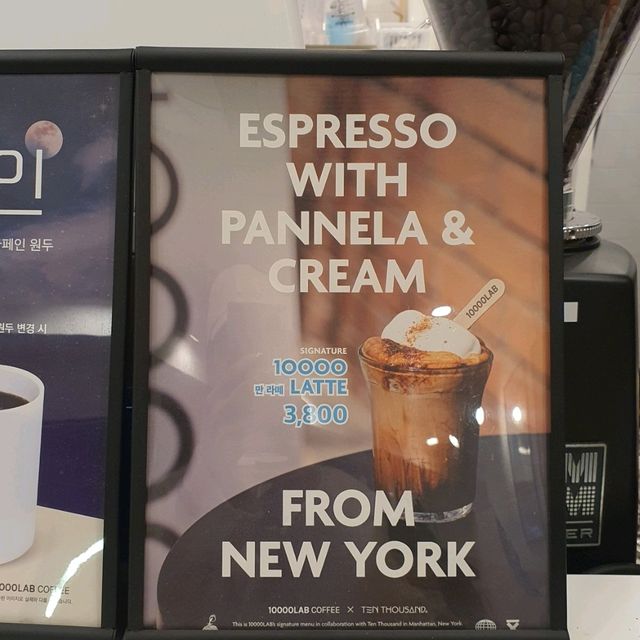 인
페인 원두
원두 변경 시
COFFEE
ESPRESSO
WITH
PANNELA &
CREAM
10000LAB
SIGNATURE
10000
만 라떼 LATTE
3,800
FROM
NEW YORK
10000LAB COFFEE × TEN THOUSAND.
This is 10000LAB's signature menu in collaboration with Ten Thousand in Manhattan, New York